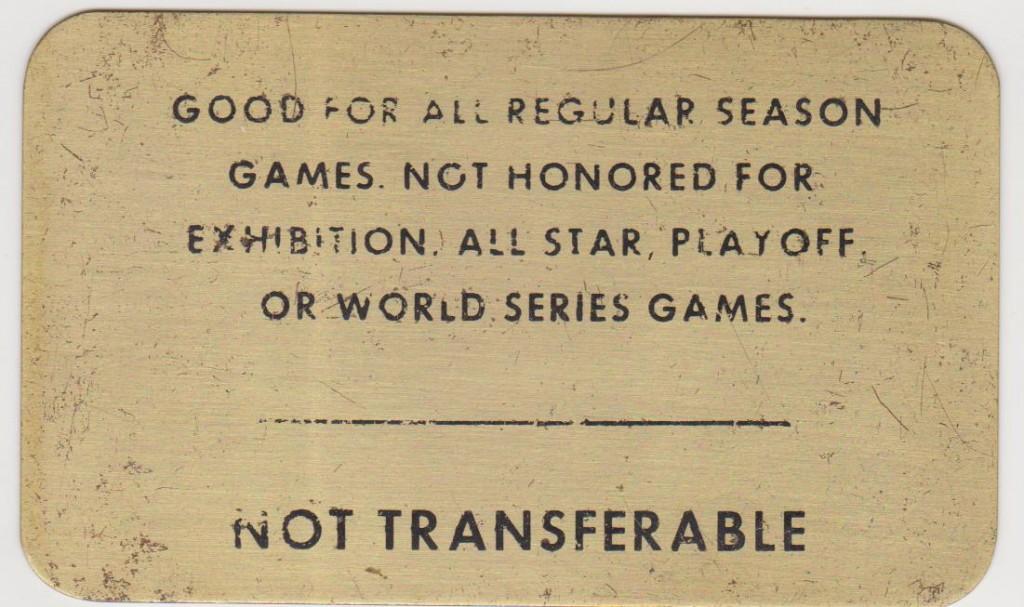 GOOD FOR ALL REGULAR SEASON
GAMES. NOT HONORED FOR
EXHIBITION, ALL STAR, PLAYOFF,
OR WORLD SERIES GAMES.
NOT TRANSFERABLE